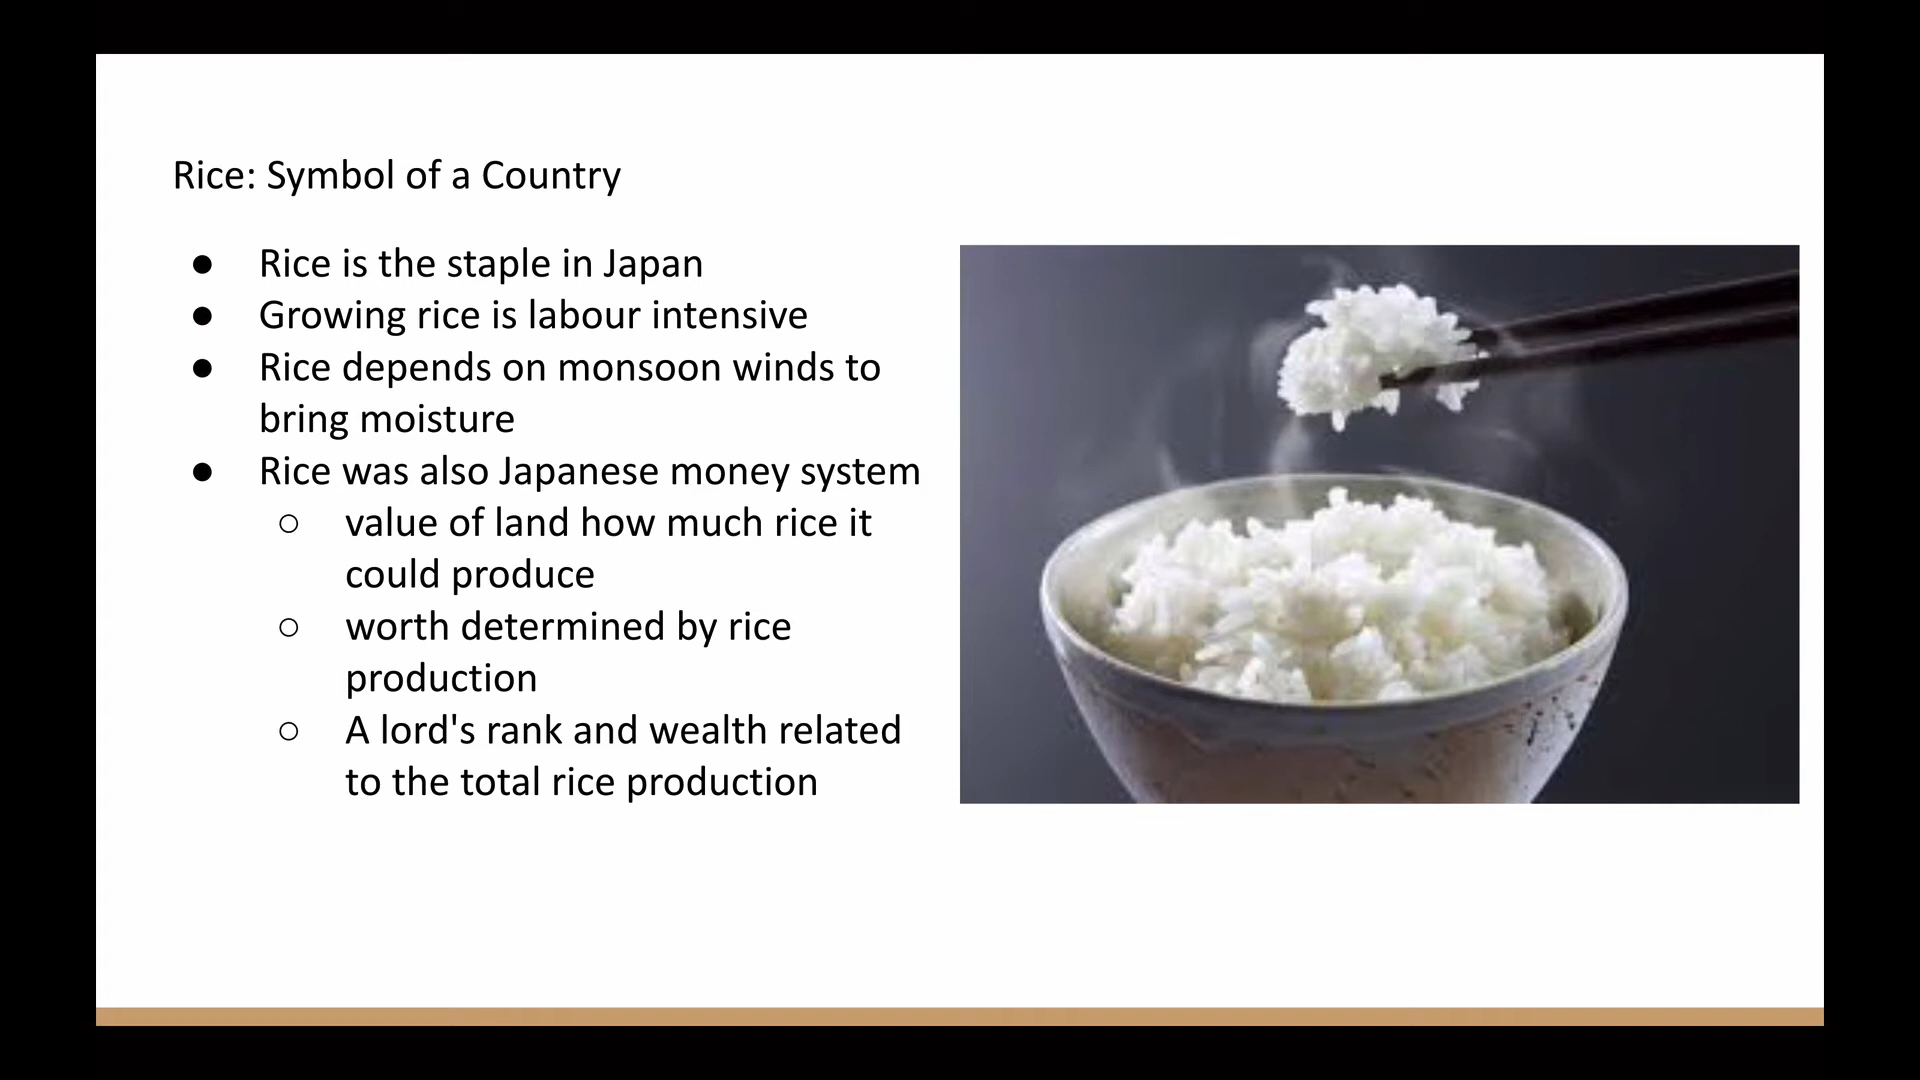 Rice: Symbol of a Country
● Rice is the staple in Japan
● Growing rice is labour intensive
● Rice depends on monsoon winds to
bring moisture
● Rice was also Japanese money system
○ value of land how much rice it
could produce
○ worth determined by rice
production
○ A lord's rank and wealth related
to the total rice production